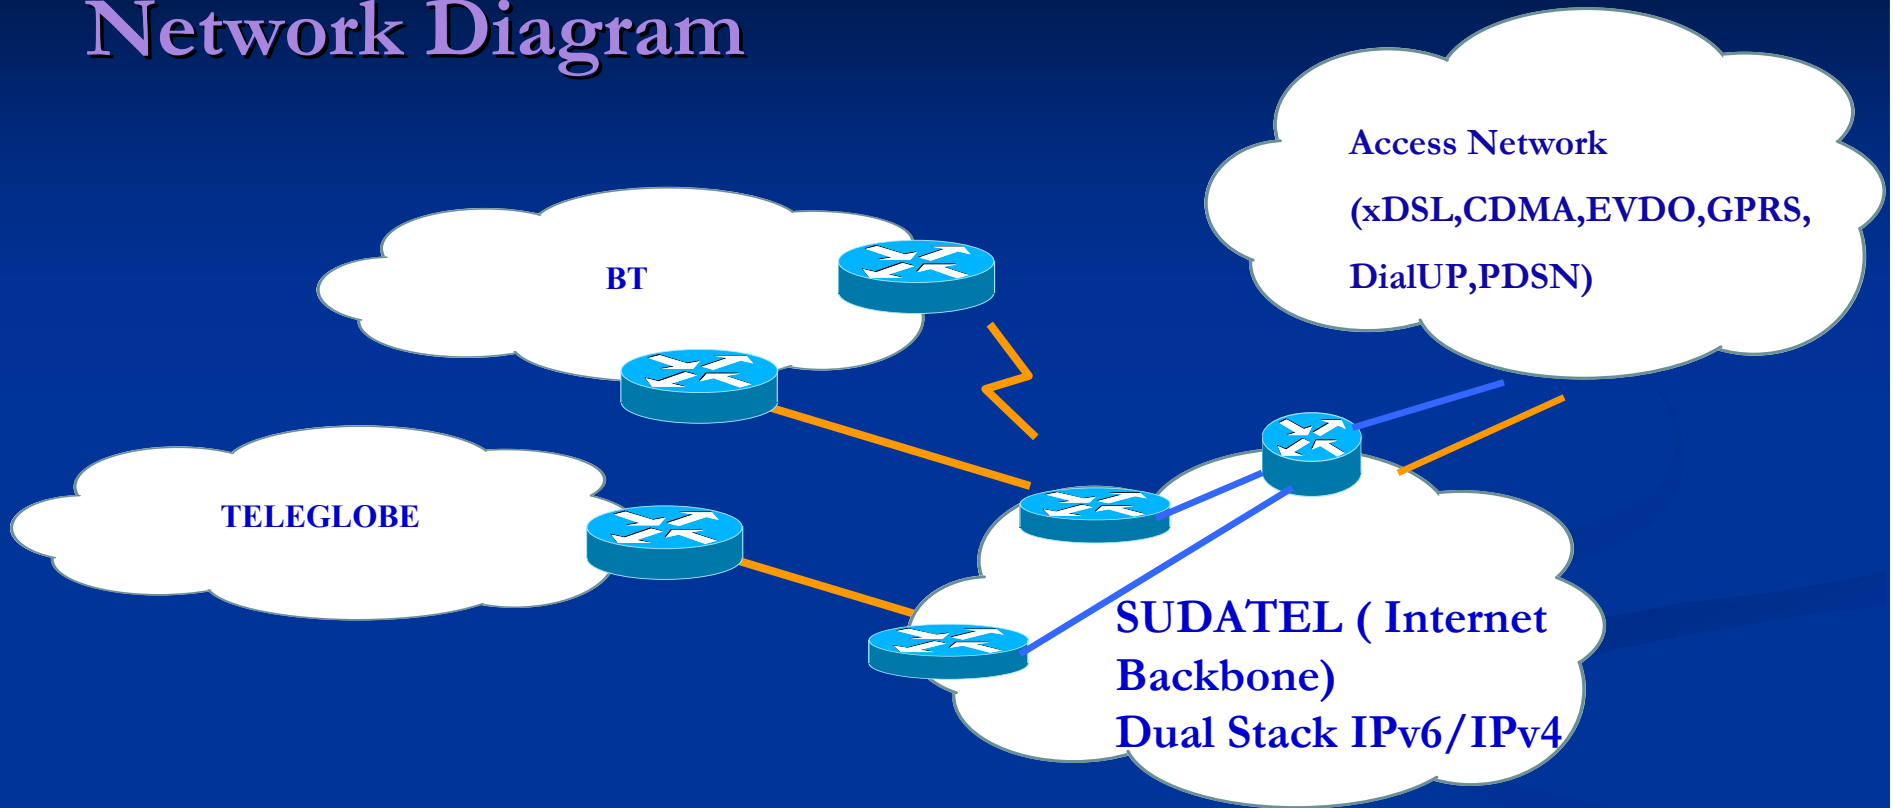 Network Diagram
Access Network
(xDSL,CDMA,EVDO,GPRS,
DialUP,PDSN)
BT
TELEGLOBE
SUDATEL ( Internet
Backbone)
Dual Stack IPv6/IPv4